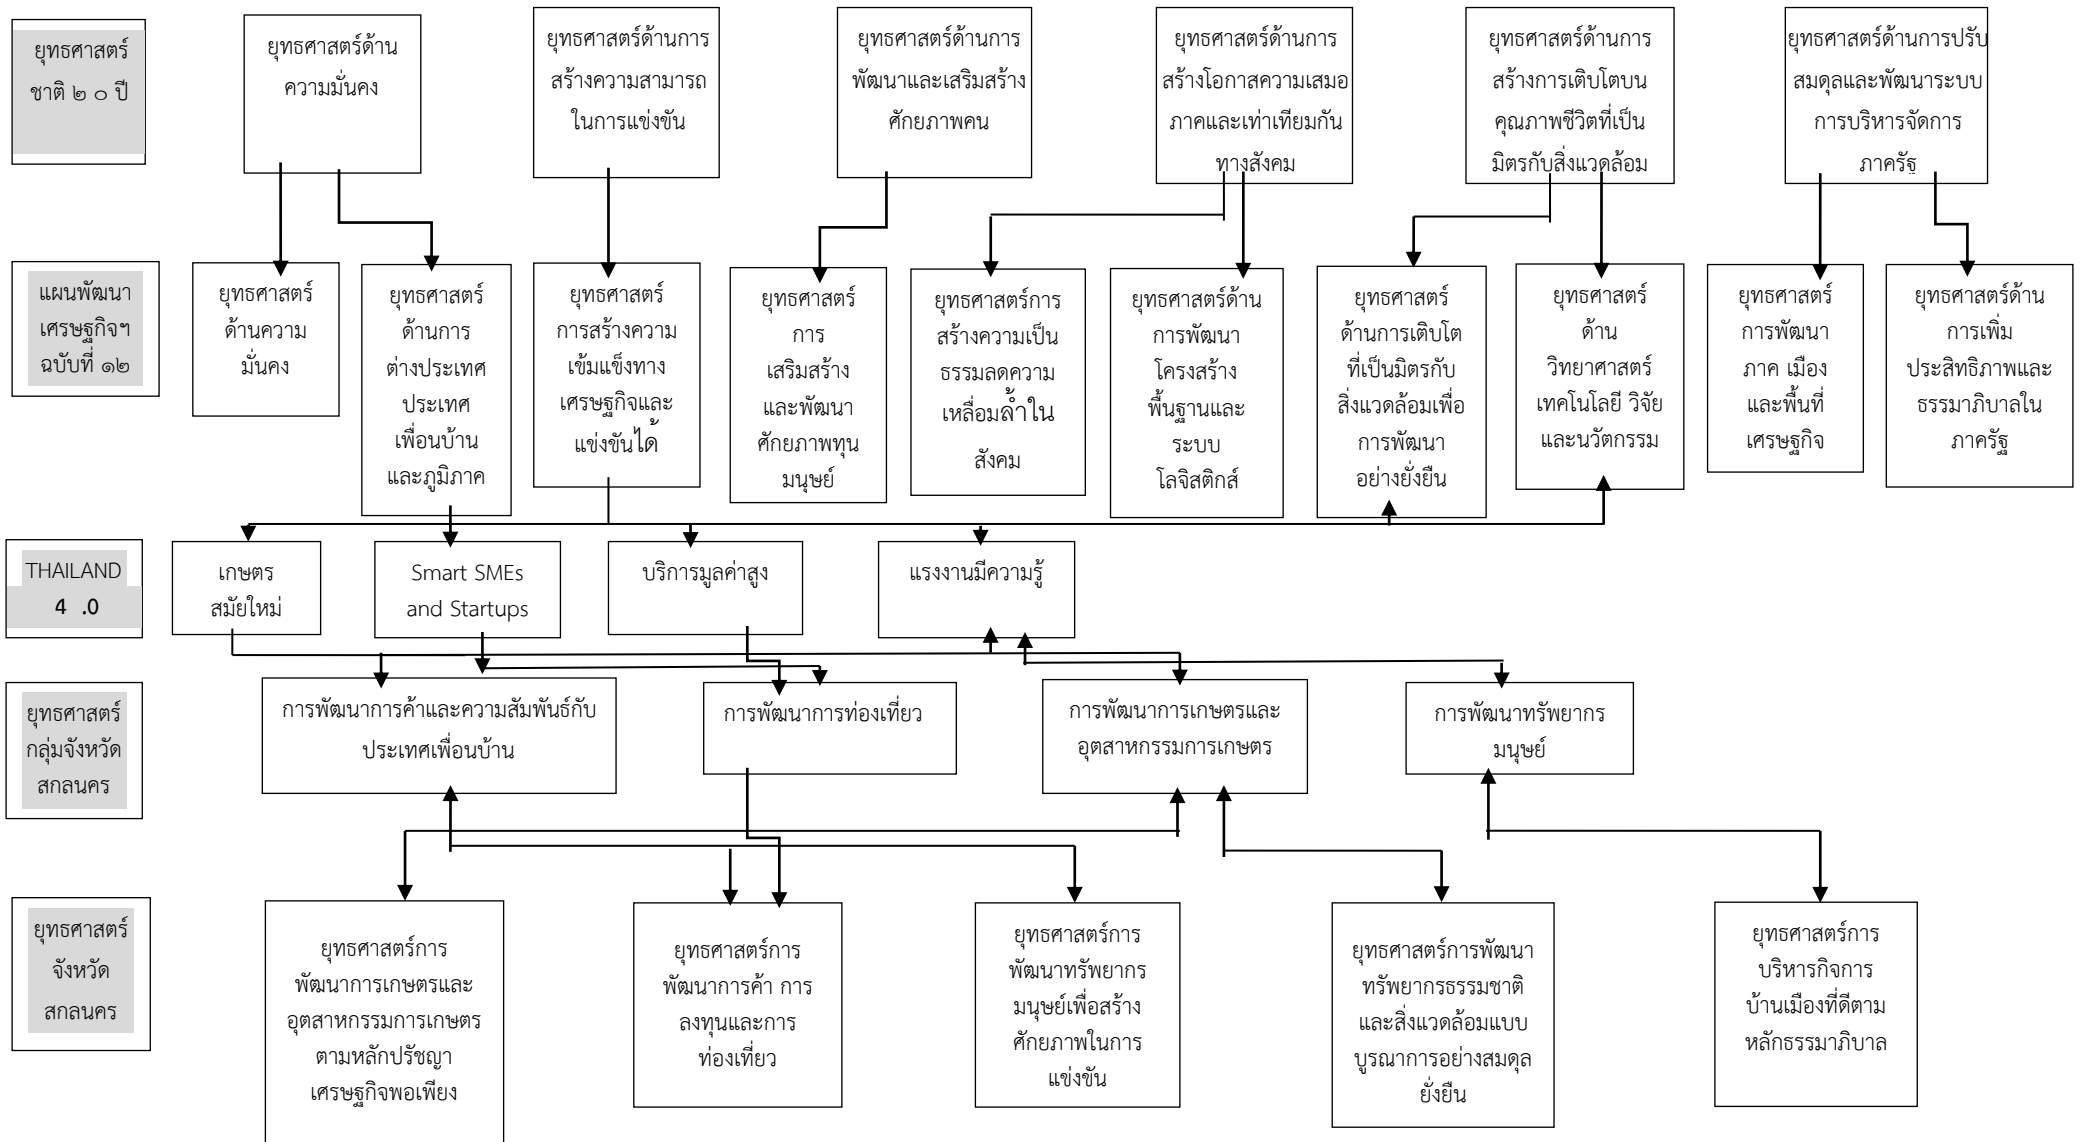 ยุทธศาสตร์
ชาติ ๒ ๐ ปี
ยุทธศาสตร์ด้าน
ความมั่นคง
ยุทธศาสตร์ด้านการ
สร้างความสามารถ
ในการแข่งขัน
ยุทธศาสตร์ด้านการ
พัฒนาและเสริมสร้าง
ศักยภาพคน
ยุทธศาสตร์ด้านการ
สร้างโอกาสความเสมอ
ภาคและเท่าเทียมกัน
ทางสังคม
ยุทธศาสตร์ด้านการ
สร้างการเติบโตบน
คุณภาพชีวิตที่เป็น
มิตรกับสิ่งแวดล้อม
ยุทธศาสตร์ด้านการปรับ
สมดุลและพัฒนาระบบ
การบริหารจัดการ
ภาครัฐ
แผนพัฒนา
เศรษฐกิจฯ
ฉบับที่ ๑๒
ยุทธศาสตร์
ด้านความ
มั่นคง
ยุทธศาสตร์
ด้านการ
ต่างประเทศ
ประเทศ
เพื่อนบ้าน
และภูมิภาค
ยุทธศาสตร์
การสร้างความ
เข้มแข็งทาง
เศรษฐกิจและ
แข่งขันได้
ยุทธศาสตร์
การ
เสริมสร้าง
และพัฒนา
ศักยภาพทุน
มนุษย์
ยุทธศาสตร์การ
สร้างความเป็น
ธรรมลดความ
เหลื่อมล้ำใน
สังคม
ยุทธศาสตร์ด้าน
การพัฒนา
โครงสร้าง
พื้นฐานและ
ระบบ
โลจิสติกส์
ยุทธศาสตร์
ด้านการเติบโต
ที่เป็นมิตรกับ
สิ่งแวดล้อมเพื่อ
การพัฒนา
อย่างยั่งยืน
ยุทธศาสตร์
ด้าน
วิทยาศาสตร์
เทคโนโลยี วิจัย
และนวัตกรรม
ยุทธศาสตร์
การพัฒนา
ภาค เมือง
และพื้นที่
เศรษฐกิจ
ยุทธศาสตร์ด้าน
การเพิ่ม
ประสิทธิภาพและ
ธรรมาภิบาลใน
ภาครัฐ
THAILAND
4 .0
เกษตร
สมัยใหม่
Smart SMEs
and Startups
บริการมูลค่าสูง
แรงงานมีความรู้
ยุทธศาสตร์
กลุ่มจังหวัด
สกลนคร
การพัฒนาการค้าและความสัมพันธ์กับ
ประเทศเพื่อนบ้าน
การพัฒนาการท่องเที่ยว
การพัฒนาการเกษตรและ
อุตสาหกรรมการเกษตร
การพัฒนาทรัพยากร
มนุษย์
ยุทธศาสตร์
จังหวัด
สกลนคร
ยุทธศาสตร์การ
พัฒนาการเกษตรและ
อุตสาหกรรมการเกษตร
ตามหลักปรัชญา
เศรษฐกิจพอเพียง
ยุทธศาสตร์การ
พัฒนาการค้า การ
ลงทุนและการ
ท่องเที่ยว
ยุทธศาสตร์การ
พัฒนาทรัพยากร
มนุษย์เพื่อสร้าง
ศักยภาพในการ
แข่งขัน
ยุทธศาสตร์การพัฒนา
ทรัพยากรธรรมชาติ
และสิ่งแวดล้อมแบบ
บูรณาการอย่างสมดุล
ยั่งยืน
ยุทธศาสตร์การ
บริหารกิจการ
บ้านเมืองที่ดีตาม
หลักธรรมาภิบาล